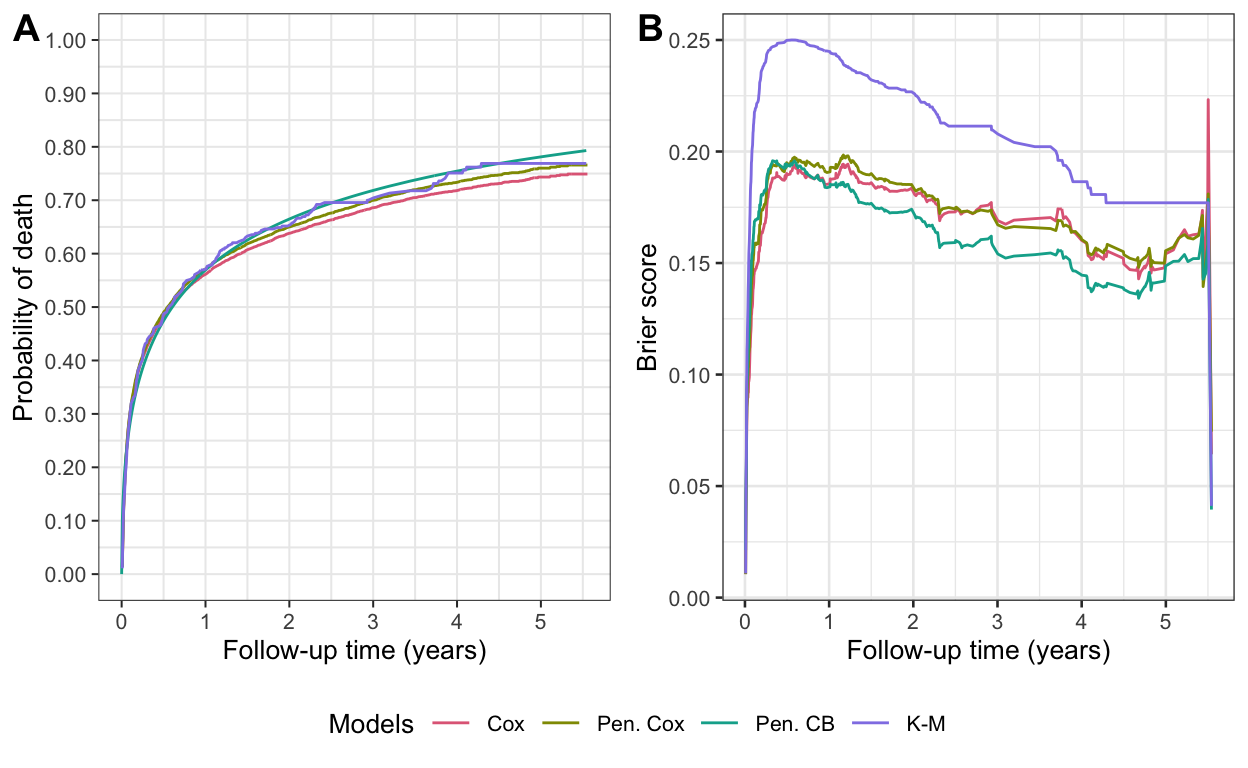 A
Probability of death
1.00
0.90
0.80
0.70
0.60
0.50
0.40
0.30
0.20
0.10
0.00
0 1 2 3 4 5
Follow-up time (years)
B
Brier score
0.25
0.20
0.15
0.10
0.05
0.00
0 1 2 3 4 5
Follow-up time (years)
Models Cox Pen. Cox Pen. CB K-M